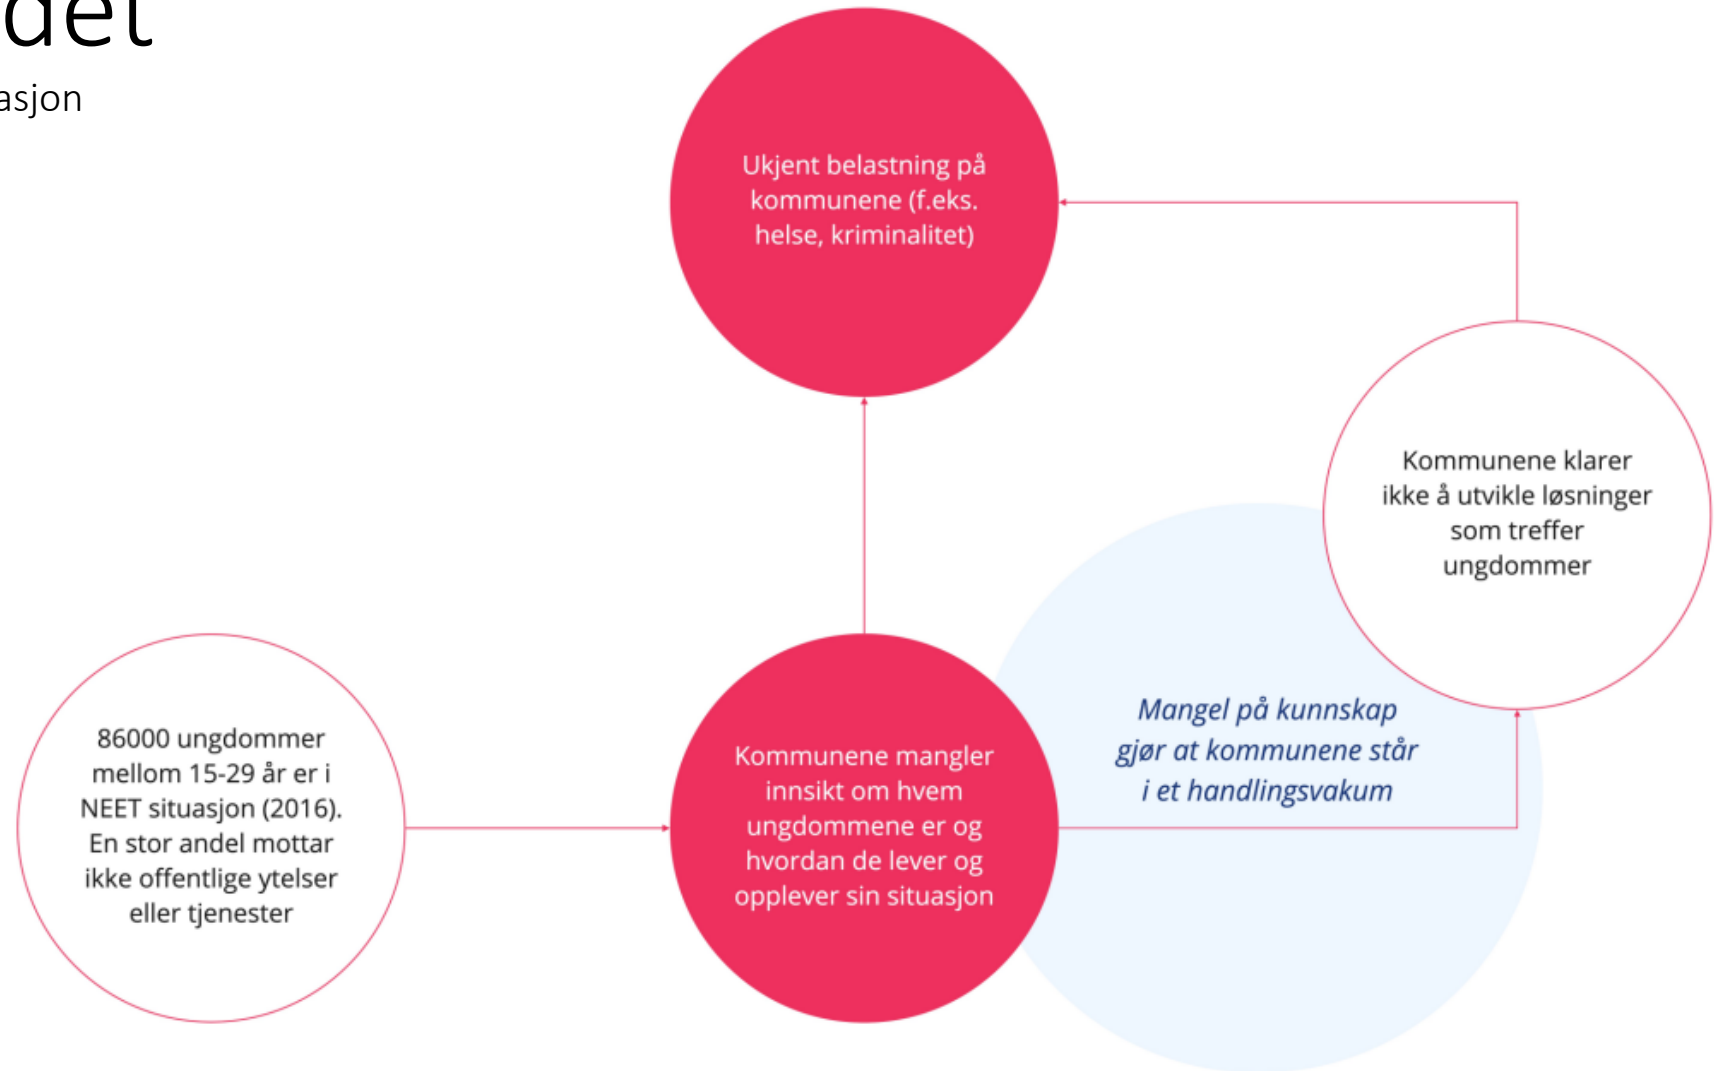 Ukjent belastning på
kommunene (f.eks.
helse, kriminalitet)
Kommunene klarer
ikke å utvikle løsninger
som treffer
ungdommer
86000 ungdommer
mellom 15-29 år er i
NEET situasjon (2016).
En stor andel mottar
ikke offentlige ytelser
eller tjenester
Kommunene mangler
innsikt om hvem
ungdommene er og
hvordan de lever og
opplever sin situasjon
Mangel på kunnskap
gjør at kommunene står
i et handlingsvakum